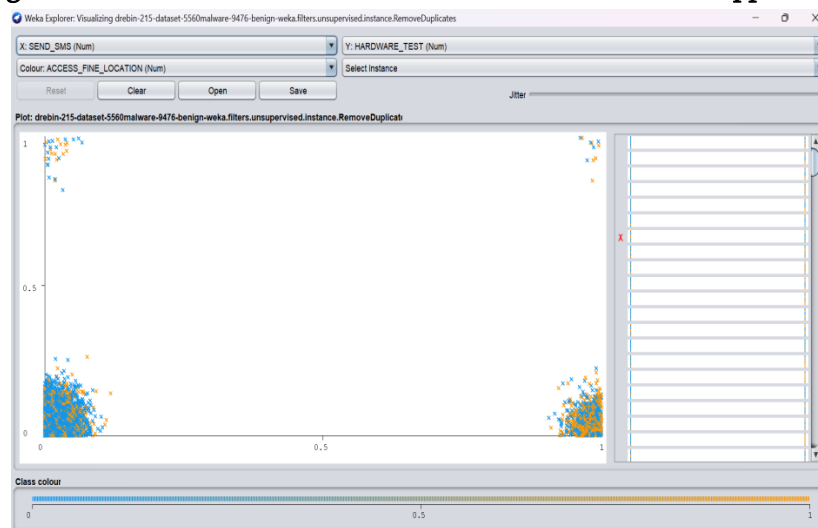 Weka Explorer: Visualizing drebin-215-dataset-5560malware-9476-benign-weka.filters.unsupervised.instance.RemoveDuplicates
X: SEND_SMS (Num) Y: HARDWARE_TEST (Num)
Colour: ACCESS_FINE_LOCATION (Num) Select Instance
Reset Clear Open Save Jitter
Plot: drebin-215-dataset-5560malware-9476-benign-weka.filters.unsupervised.instance.RemoveDuplicat
1
X
0.5
0
0 0.5 1
Class colour
0 0.5 1